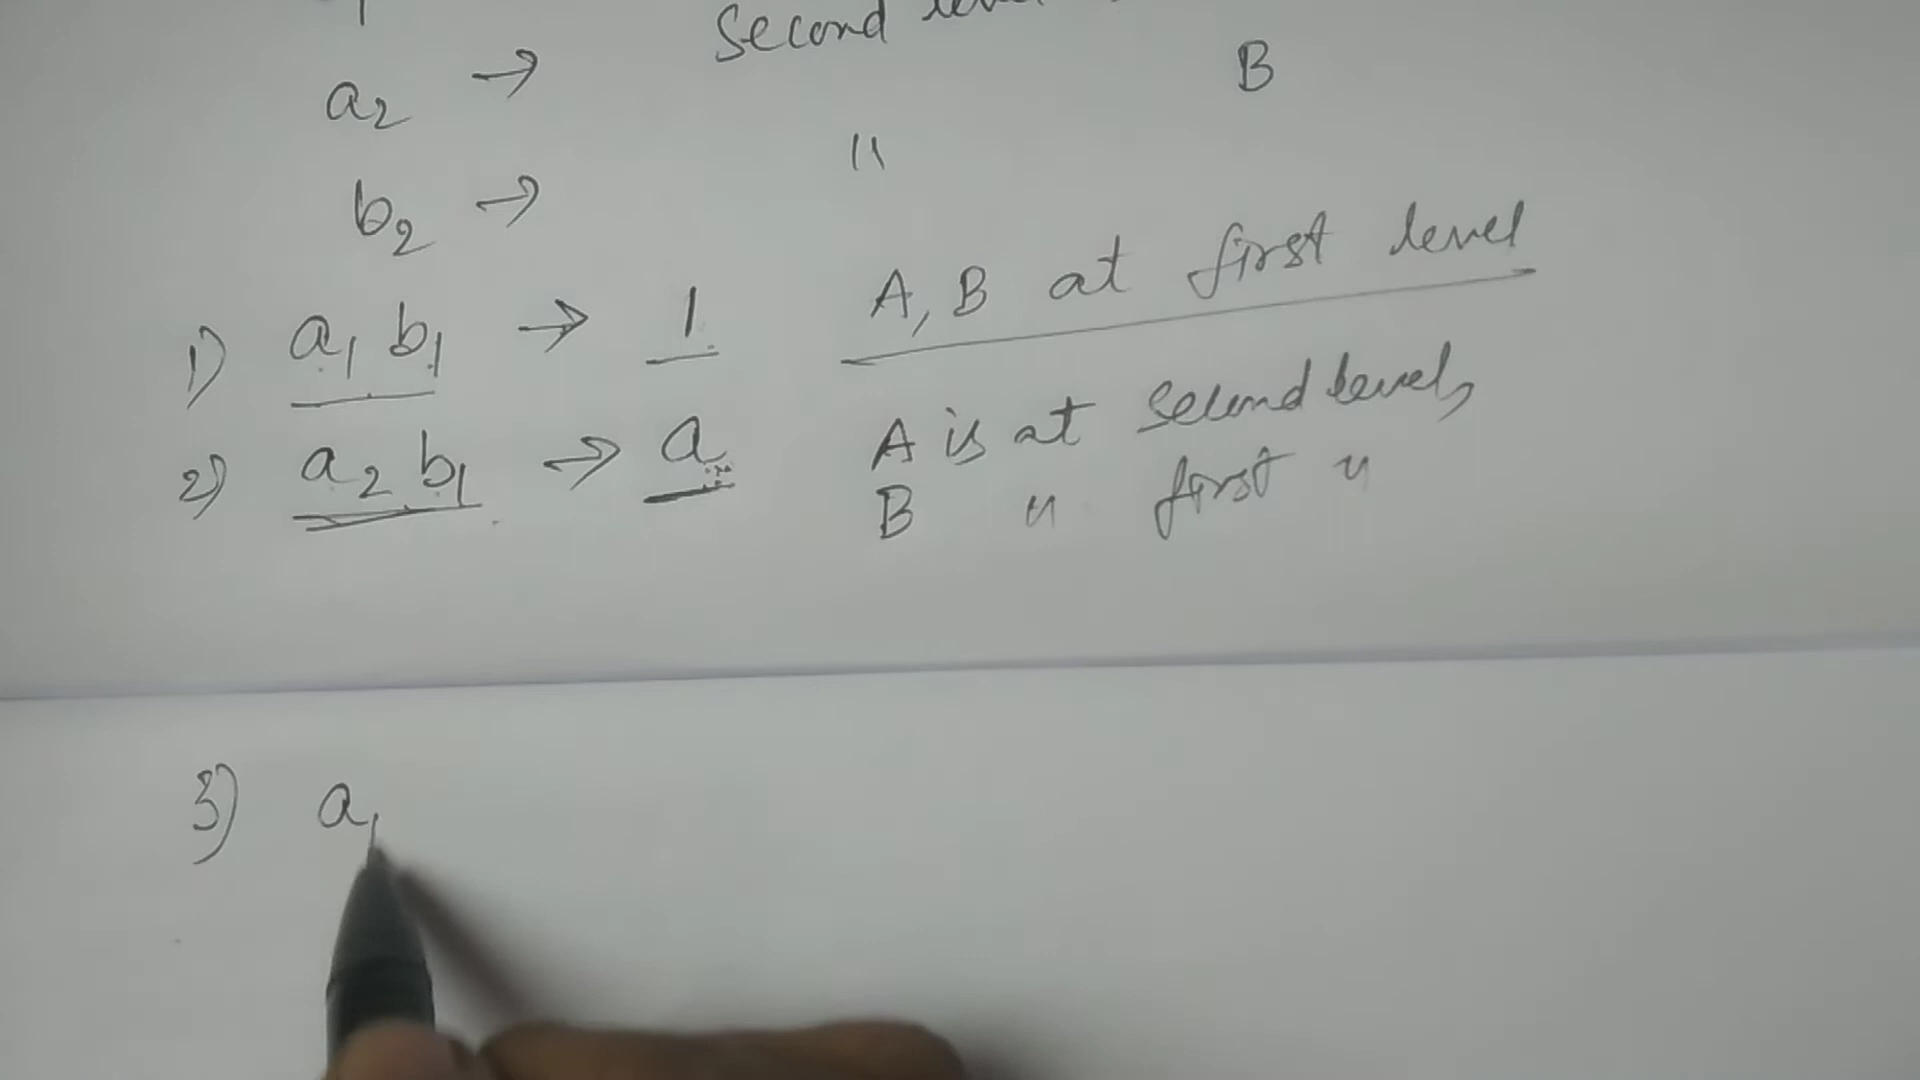 Second level
a2 → B
b2 → "
1) a1 b1 → 1 A, B at first level
2) a2 b1 → a A is at second level,
B " first "
3) a1